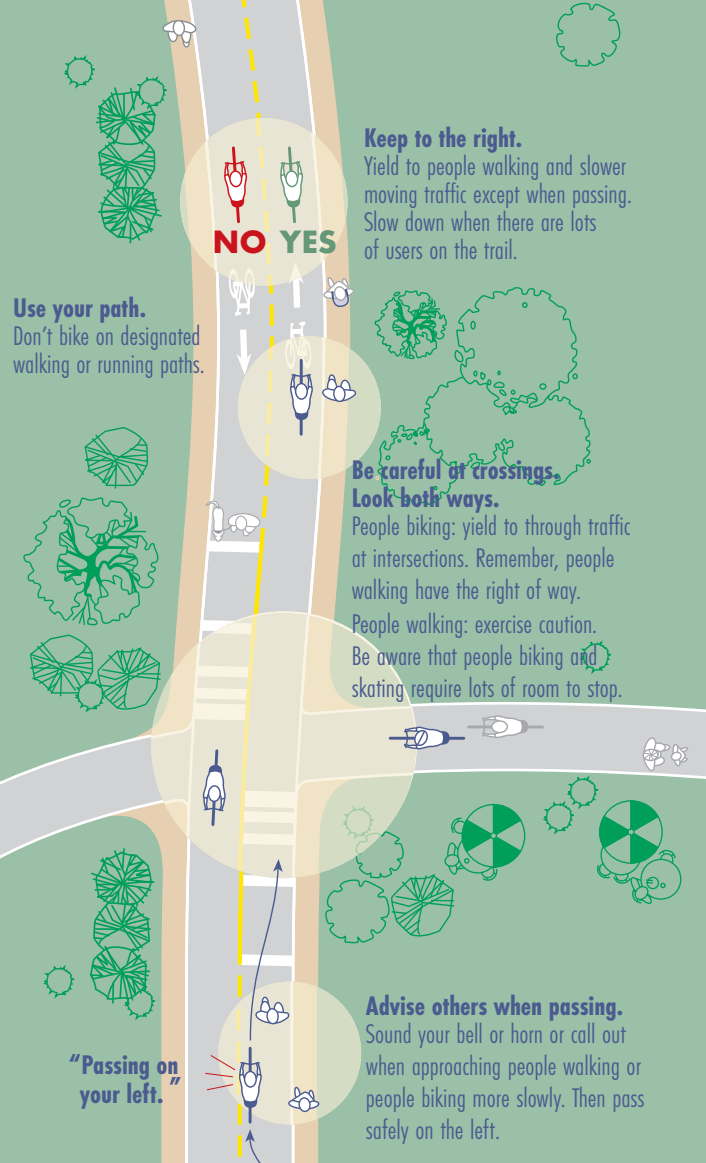 Keep to the right.
Yield to people walking and slower
moving traffic except when passing.
Slow down when there are lots
of users on the trail.
NO YES
Use your path.
Don't bike on designated
walking or running paths.
Be careful at crossings.
Look both ways.
People biking: yield to through traffic
at intersections. Remember, people
walking have the right of way.
People walking: exercise caution.
Be aware that people biking and
skating require lots of room to stop.
Advise others when passing.
Sound your bell or horn or call out
when approaching people walking or
people biking more slowly. Then pass
safely on the left.
“Passing on
your left.”